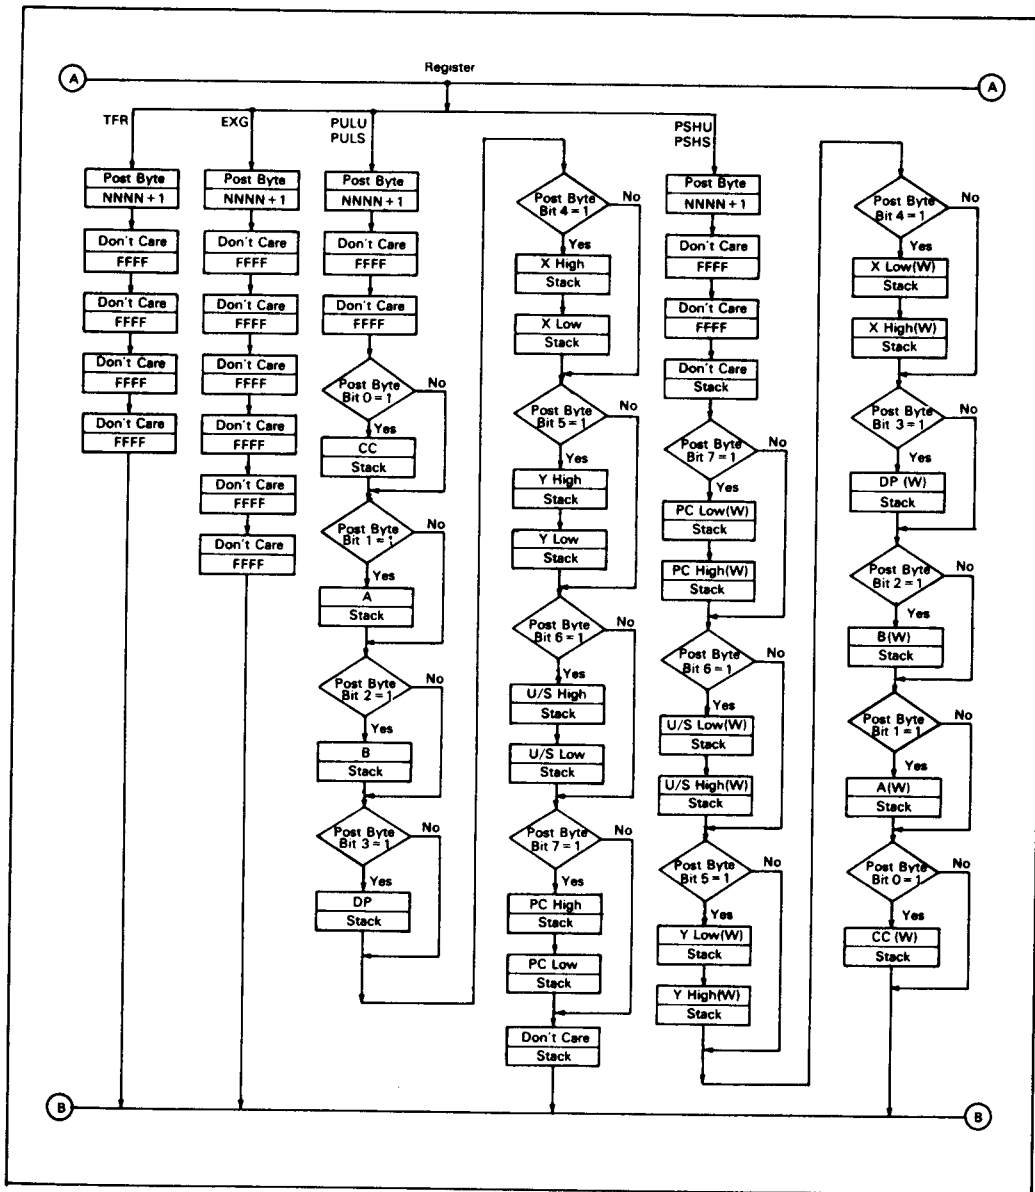 A
Register
A
TFR
Post Byte
NNNN + 1
Don't Care
FFFF
Don't Care
FFFF
Don't Care
FFFF
Don't Care
FFFF
EXG
Post Byte
NNNN + 1
Don't Care
FFFF
Don't Care
FFFF
Don't Care
FFFF
Don't Care
FFFF
Don't Care
FFFF
Don't Care
FFFF
PULU
PULS
Post Byte
NNNN + 1
Don't Care
FFFF
Don't Care
FFFF
Post Byte
Bit 0 = 1
No
Yes
CC
Stack
Post Byte
Bit 1 = 1
No
Yes
A
Stack
Post Byte
Bit 2 = 1
No
Yes
B
Stack
Post Byte
Bit 3 = 1
No
Yes
DP
Stack
Post Byte
Bit 4 = 1
No
Yes
X High
Stack
X Low
Stack
Post Byte
Bit 5 = 1
No
Yes
Y High
Stack
Y Low
Stack
Post Byte
Bit 6 = 1
No
Yes
U/S High
Stack
U/S Low
Stack
Post Byte
Bit 7 = 1
No
Yes
PC High
Stack
PC Low
Stack
Don't Care
Stack
PSHU
PSHS
Post Byte
NNNN + 1
Don't Care
FFFF
Don't Care
FFFF
Don't Care
Stack
Post Byte
Bit 7 = 1
No
Yes
PC Low(W)
Stack
PC High(W)
Stack
Post Byte
Bit 6 = 1
No
Yes
U/S Low(W)
Stack
U/S High(W)
Stack
Post Byte
Bit 5 = 1
No
Yes
Y Low(W)
Stack
Y High(W)
Stack
Post Byte
Bit 4 = 1
No
Yes
X Low(W)
Stack
X High(W)
Stack
Post Byte
Bit 3 = 1
No
Yes
DP (W)
Stack
Post Byte
Bit 2 = 1
No
Yes
B(W)
Stack
Post Byte
Bit 1 = 1
No
Yes
A(W)
Stack
Post Byte
Bit 0 = 1
No
Yes
CC (W)
Stack
B
B